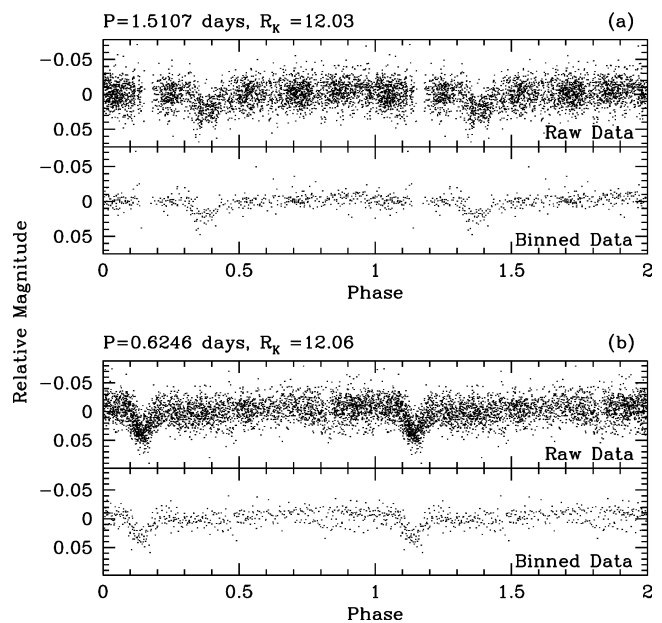 P=1.5107 days, R_K =12.03 (a)
−0.05
0
0.05
Raw Data
−0.05
0
0.05
Binned Data
0 0.5 1 1.5 2
Phase
Relative Magnitude
P=0.6246 days, R_K =12.06 (b)
−0.05
0
0.05
Raw Data
−0.05
0
0.05
Binned Data
0 0.5 1 1.5 2
Phase